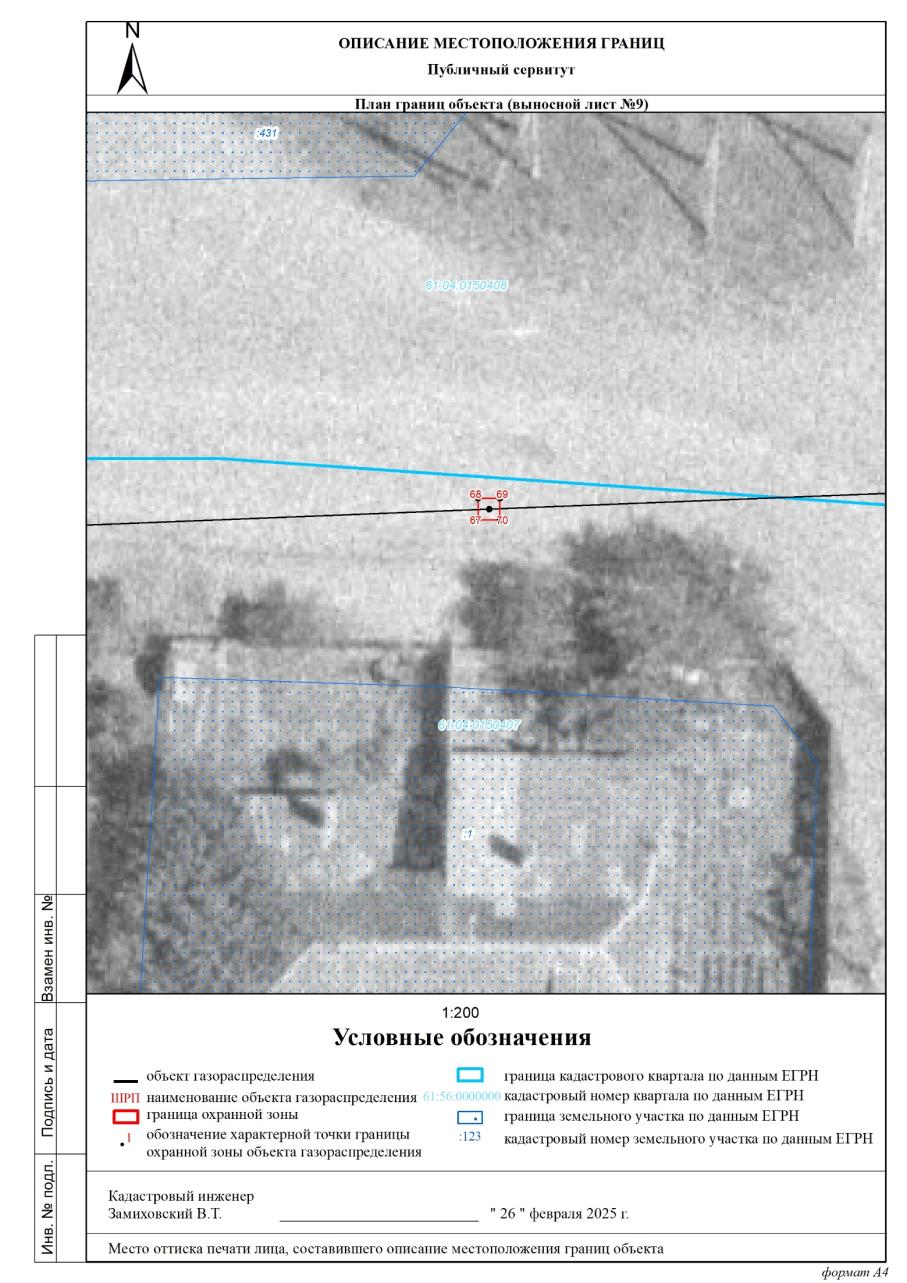 N
ОПИСАНИЕ МЕСТОПОЛОЖЕНИЯ ГРАНИЦ
Публичный сервитут
План границ объекта (выносной лист №9)
:431
61:04:0150408
68 69
67 70
61:04:0150407
:1
1:200
Условные обозначения
объект газораспределения
ШРП наименование объекта газораспределения
граница охранной зоны
1 обозначение характерной точки границы
охранной зоны объекта газораспределения
граница кадастрового квартала по данным ЕГРН
61:56:0000000 кадастровый номер квартала по данным ЕГРН
граница земельного участка по данным ЕГРН
:123 кадастровый номер земельного участка по данным ЕГРН
Кадастровый инженер
Замиховский В.Т. " 26 " февраля 2025 г.
Место оттиска печати лица, составившего описание местоположения границ объекта
Взамен инв. №
Подпись и дата
Инв. № подл.
формат А4